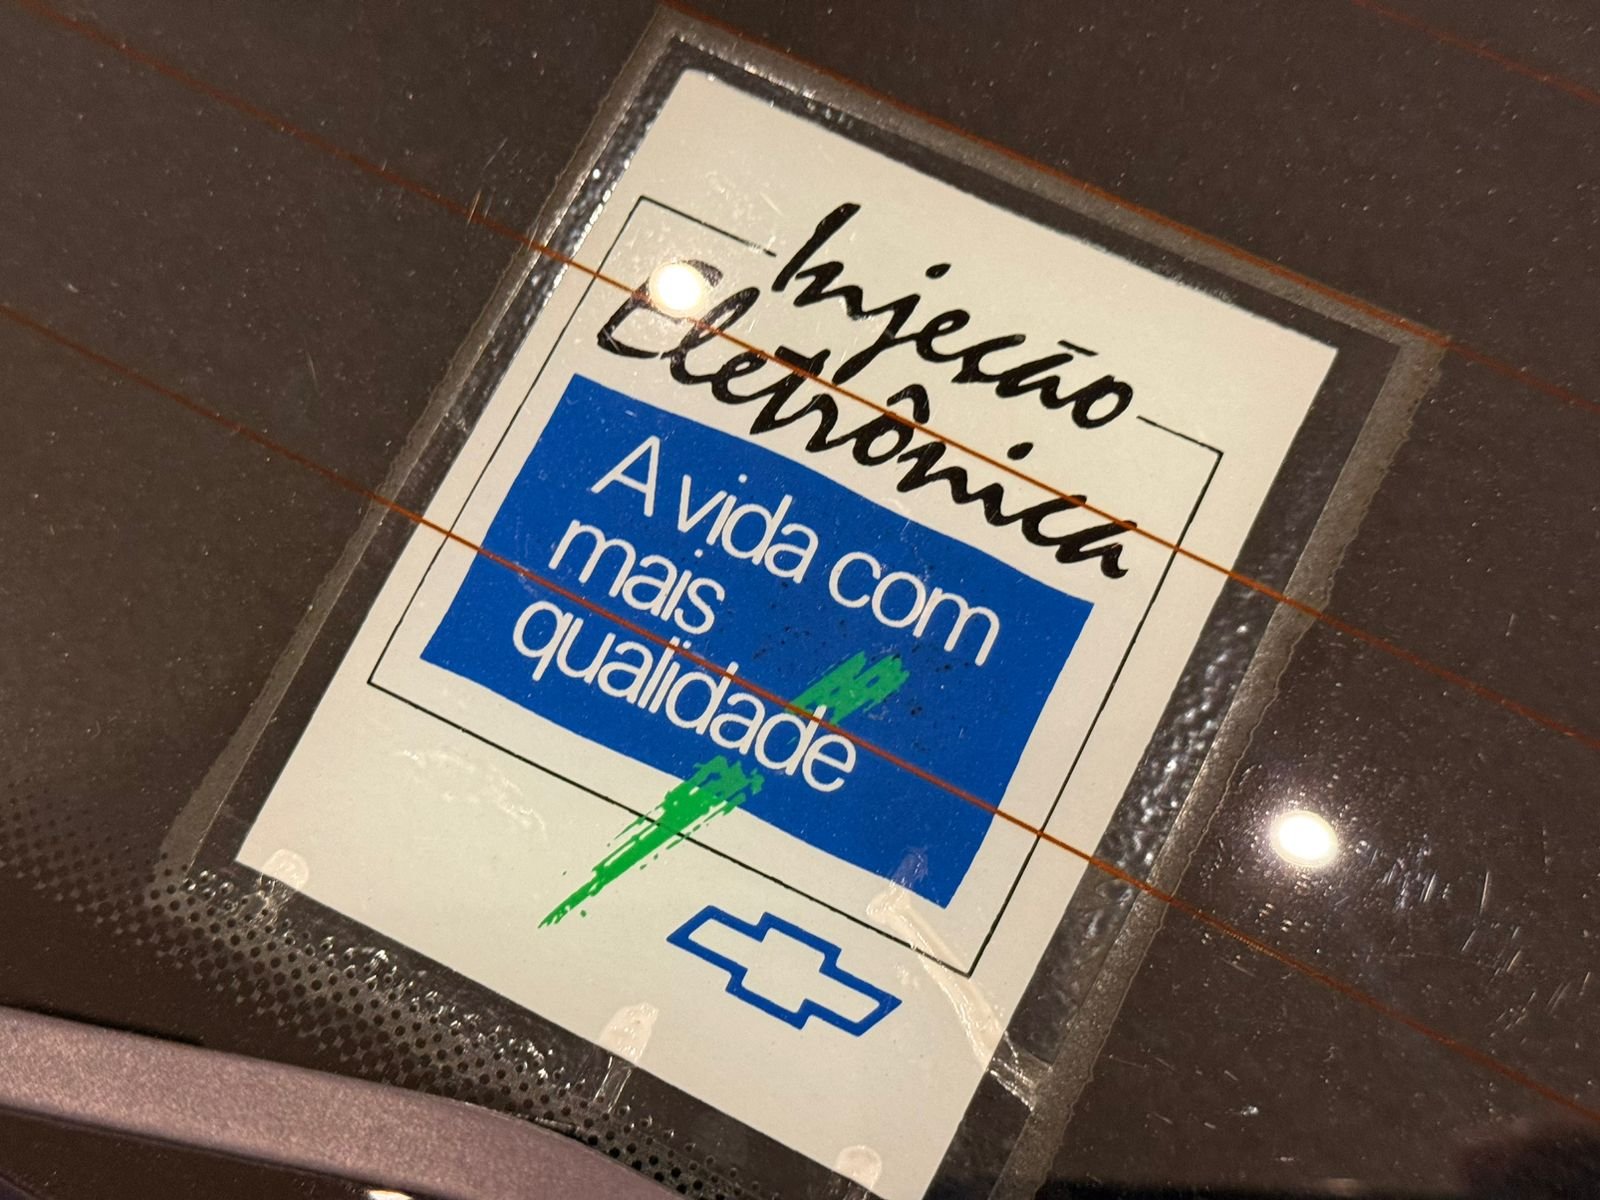 Injeção
Eletrônica
A vida com
mais
qualidade